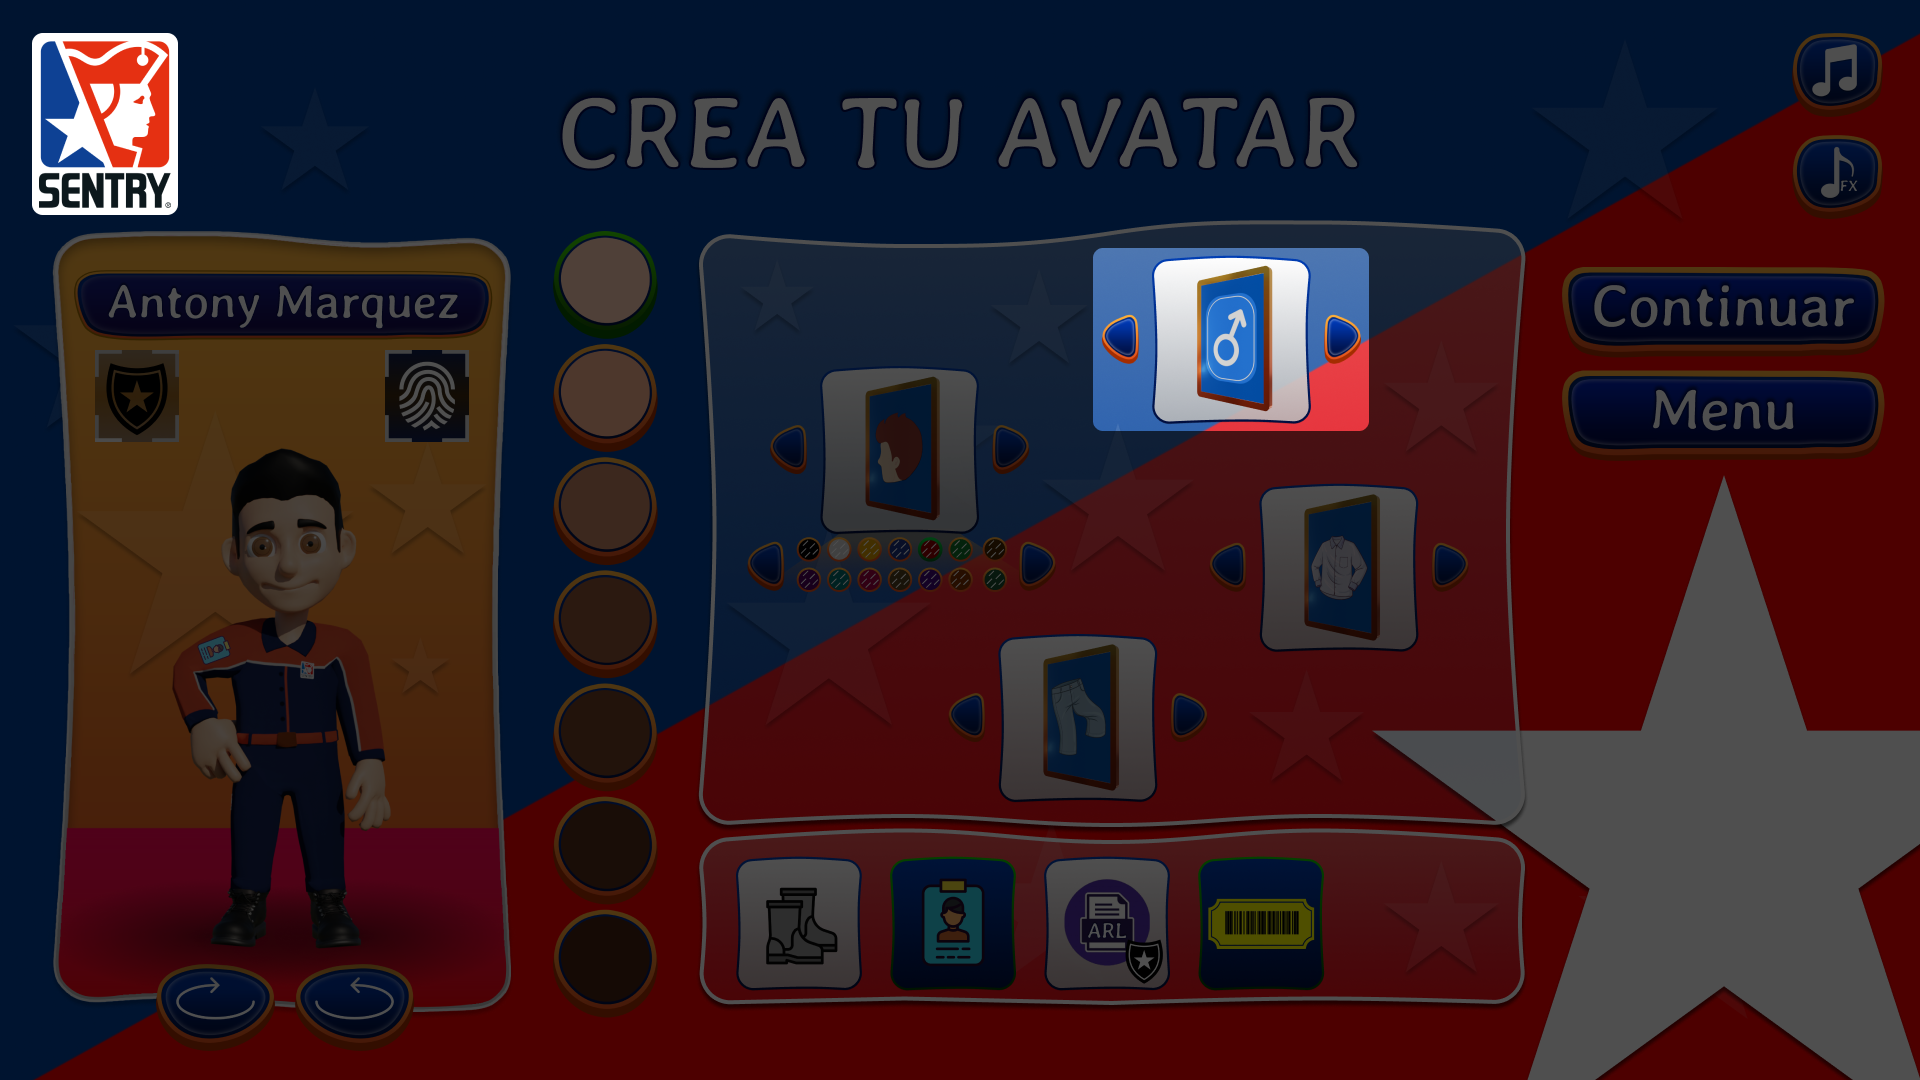 SENTRY®
CREA TU AVATAR
FX
Antony Marquez
Continuar
Menu
ARL